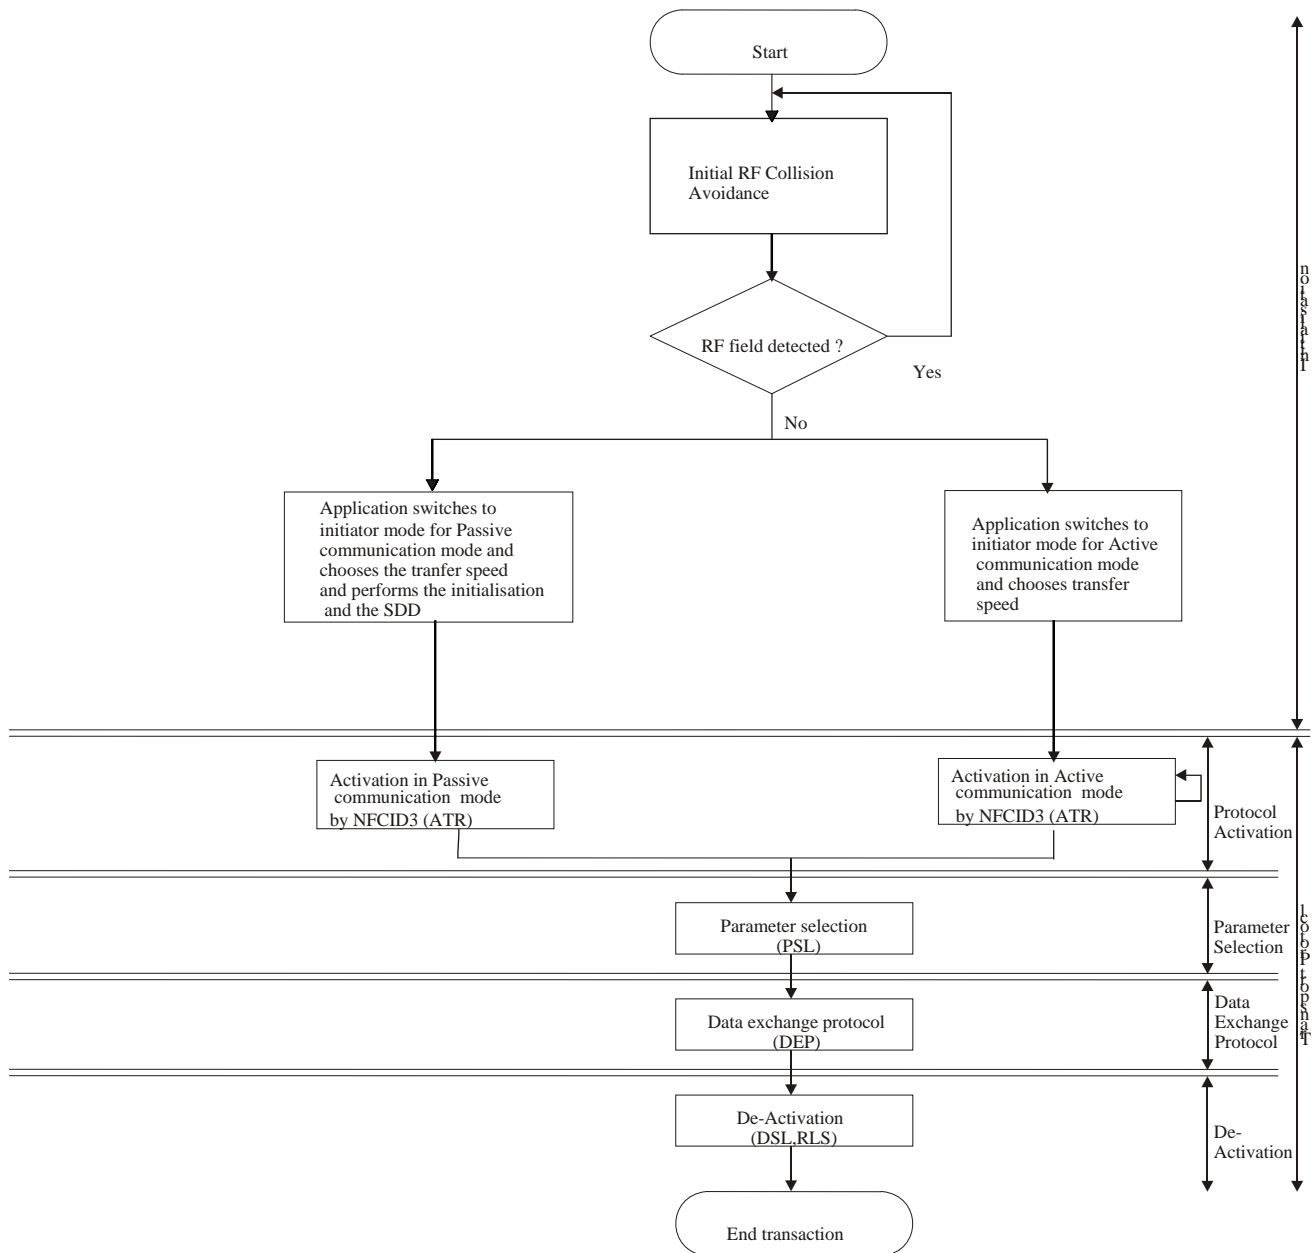 Start
Initial RF Collision
Avoidance
RF field detected ?
Yes
No
Application switches to
initiator mode for Passive
communication mode and
chooses the tranfer speed
and performs the initialisation
and the SDD
Application switches to
initiator mode for Active
communication mode
and chooses transfer
speed
Initialisation
Activation in Passive
communication mode
by NFCID3 (ATR)
Activation in Active
communication mode
by NFCID3 (ATR)
Protocol
Activation
Parameter selection
(PSL)
Parameter
Selection
Data exchange protocol
(DEP)
Data
Exchange
Protocol
Transport Protocol
De-Activation
(DSL,RLS)
De-
Activation
End transaction